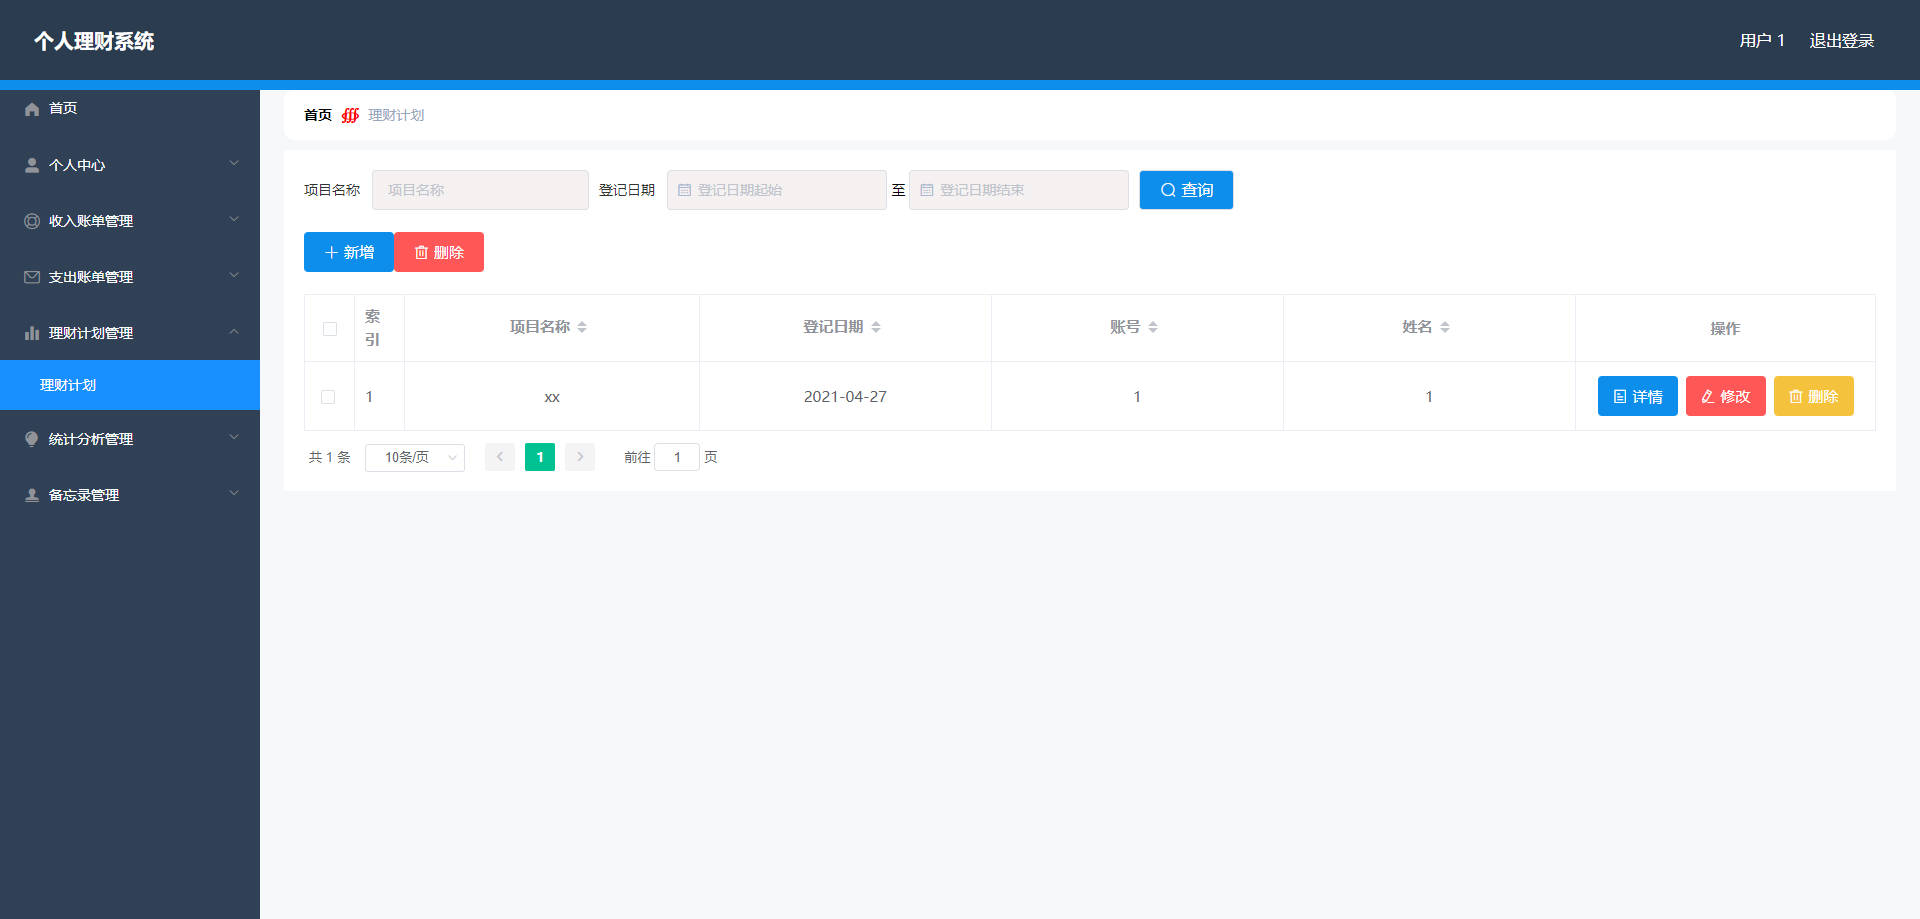 个人理财系统
用户 1 退出登录
首页
个人中心
收入账单管理
支出账单管理
理财计划管理
理财计划
统计分析管理
备忘录管理
首页 理财计划
项目名称 项目名称 登记日期 登记日期起始 至 登记日期结束 查询
新增 删除
索引 项目名称 登记日期 账号 姓名 操作
1 xx 2021-04-27 1 1 详情 修改 删除
共 1 条 10条/页 1 前往 1 页